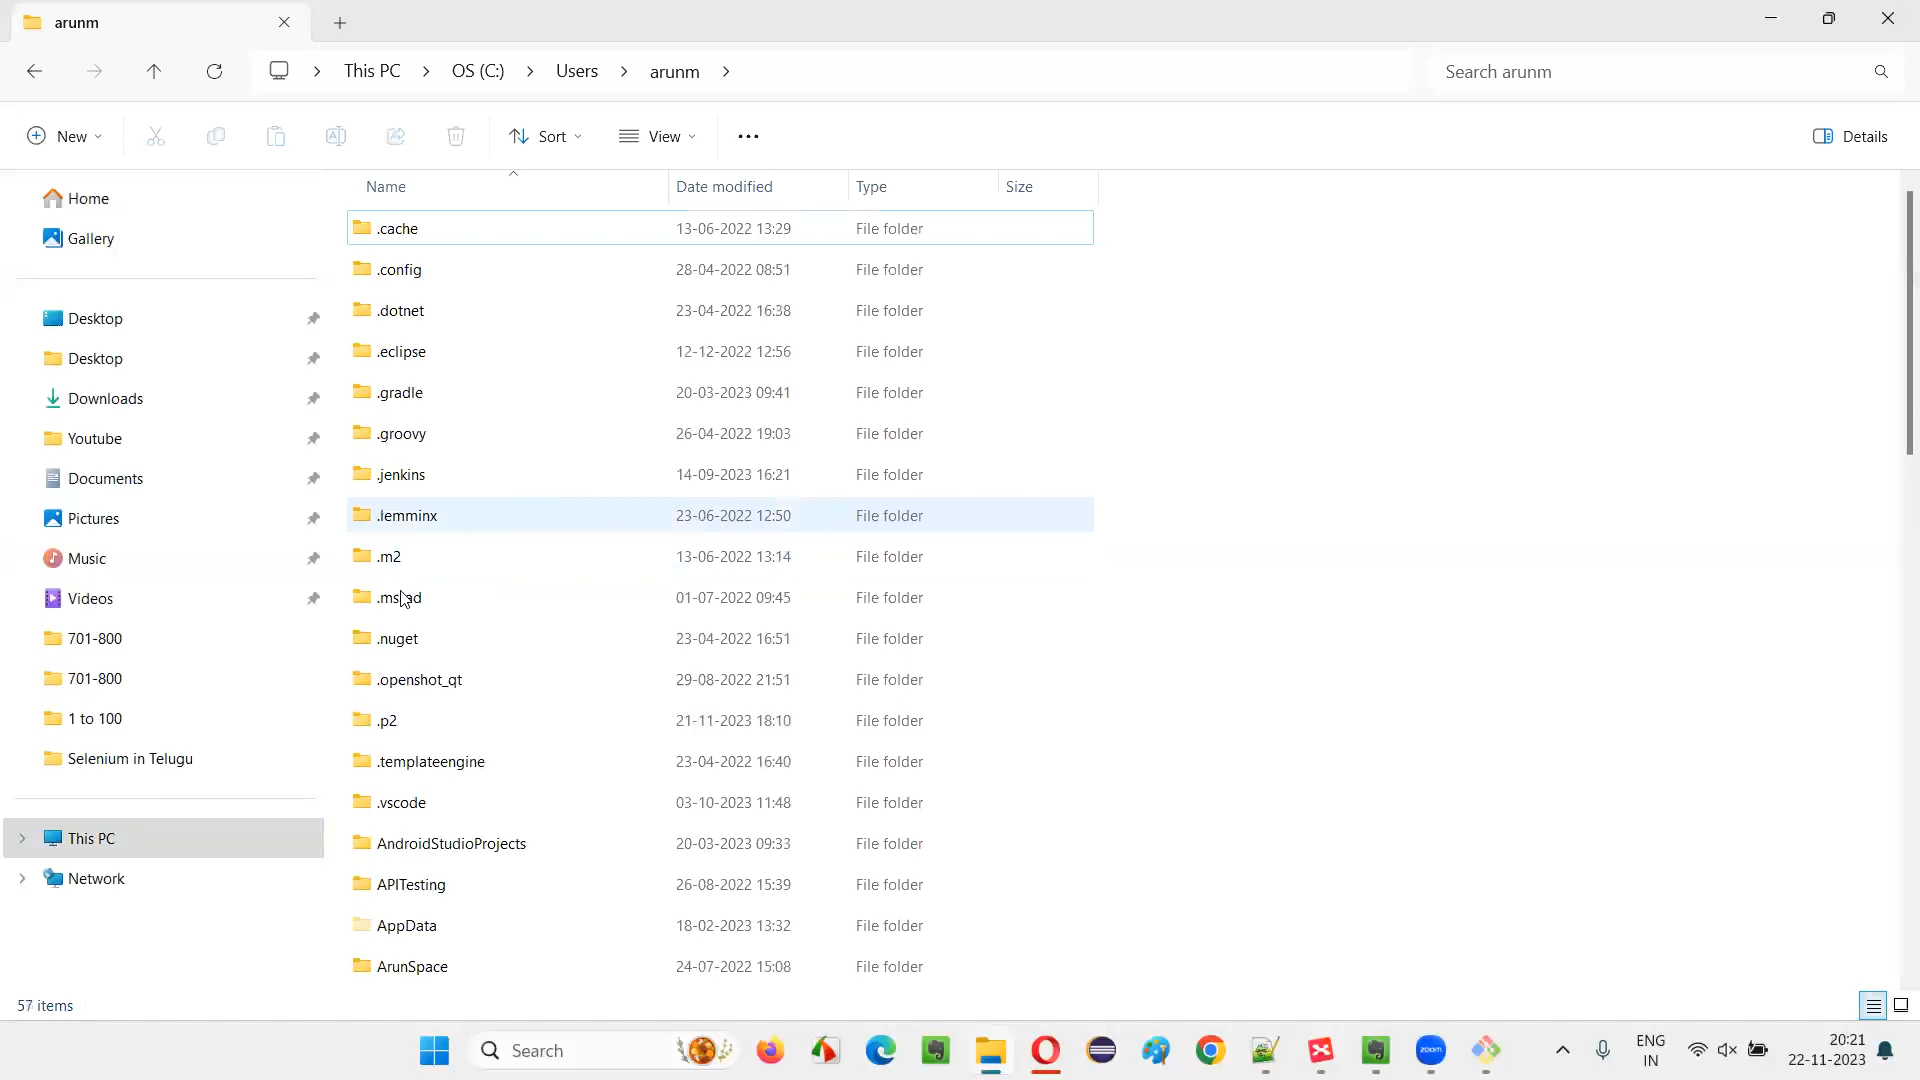 arunm
This PC > OS (C:) > Users > arunm >
Search arunm
New
Sort
View
Details
Name
Date modified
Type
Size
Home
Gallery
Desktop
Desktop
Downloads
Youtube
Documents
Pictures
Music
Videos
701-800
701-800
1 to 100
Selenium in Telugu
This PC
Network
.cache 13-06-2022 13:29 File folder
.config 28-04-2022 08:51 File folder
.dotnet 23-04-2022 16:38 File folder
.eclipse 12-12-2022 12:56 File folder
.gradle 20-03-2023 09:41 File folder
.groovy 26-04-2022 19:03 File folder
.jenkins 14-09-2023 16:21 File folder
.lemminx 23-06-2022 12:50 File folder
.m2 13-06-2022 13:14 File folder
01-07-2022 09:45 File folder
.nuget 23-04-2022 16:51 File folder
.openshot_qt 29-08-2022 21:51 File folder
.p2 21-11-2023 18:10 File folder
.templateengine 23-04-2022 16:40 File folder
.vscode 03-10-2023 11:48 File folder
AndroidStudioProjects 20-03-2023 09:33 File folder
APITesting 26-08-2022 15:39 File folder
AppData 18-02-2023 13:32 File folder
ArunSpace 24-07-2022 15:08 File folder
57 items
Search
zoom
ENG
IN
20:21
22-11-2023